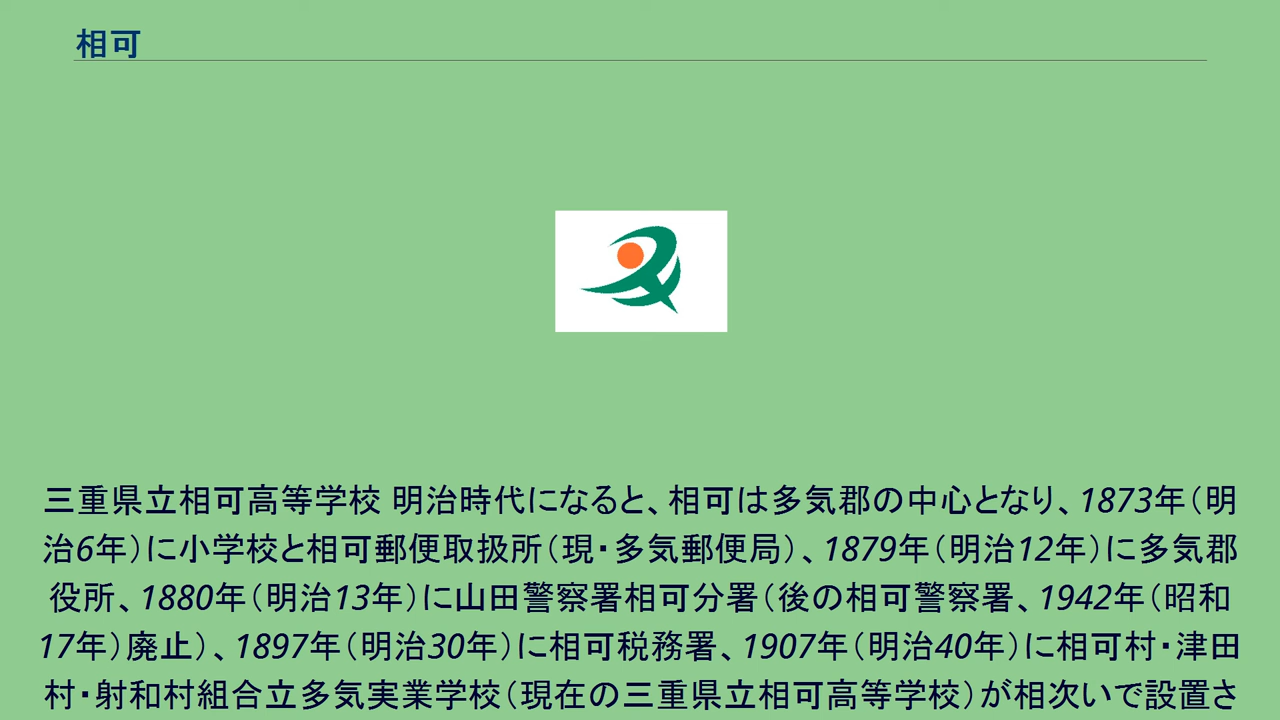 相可
三重県立相可高等学校 明治時代になると、相可は多気郡の中心となり、1873年（明
治6年）に小学校と相可郵便取扱所（現・多気郵便局）、1879年（明治12年）に多気郡
役所、1880年（明治13年）に山田警察署相可分署（後の相可警察署、1942年（昭和
17年）廃止）、1897年（明治30年）に相可税務署、1907年（明治40年）に相可村・津田
村・射和村組合立多気実業学校（現在の三重県立相可高等学校）が相次いで設置さ